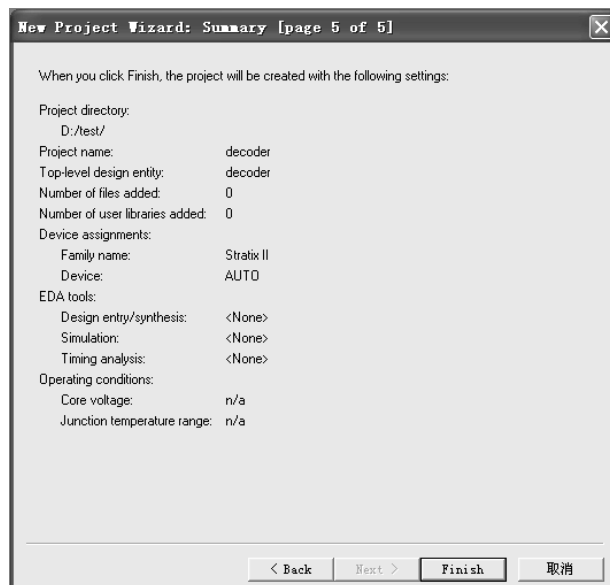 New Project Wizard: Summary [page 5 of 5]
When you click Finish, the project will be created with the following settings:
Project directory:
D:/test/
Project name: decoder
Top-level design entity: decoder
Number of files added: 0
Number of user libraries added: 0
Device assignments:
Family name: Stratix II
Device: AUTO
EDA tools:
Design entry/synthesis: <None>
Simulation: <None>
Timing analysis: <None>
Operating conditions:
Core voltage: n/a
Junction temperature range: n/a
< Back Next > Finish 取消